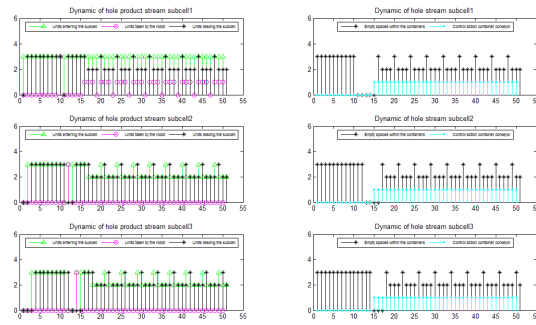 Dynamic of hole product stream subcell1
Units entering the subcell Units taken by the robot Units leaving the subcell
6
4
2
0
0 5 10 15 20 25 30 35 40 45 50 55
Dynamic of hole stream subcell1
Empty spaces within the containers Control action container conveyor
6
4
2
0
0 5 10 15 20 25 30 35 40 45 50 55
Dynamic of hole product stream subcell2
Units entering the subcell Units taken by the robot Units leaving the subcell
6
4
2
0
0 5 10 15 20 25 30 35 40 45 50 55
Dynamic of hole stream subcell2
Empty spaces within the containers Control action container conveyor
6
4
2
0
0 5 10 15 20 25 30 35 40 45 50 55
Dynamic of hole product stream subcell3
Units entering the subcell Units taken by the robot Units leaving the subcell
6
4
2
0
0 5 10 15 20 25 30 35 40 45 50 55
Dynamic of hole stream subcell3
Empty spaces within the containers Control action container conveyor
6
4
2
0
0 5 10 15 20 25 30 35 40 45 50 55